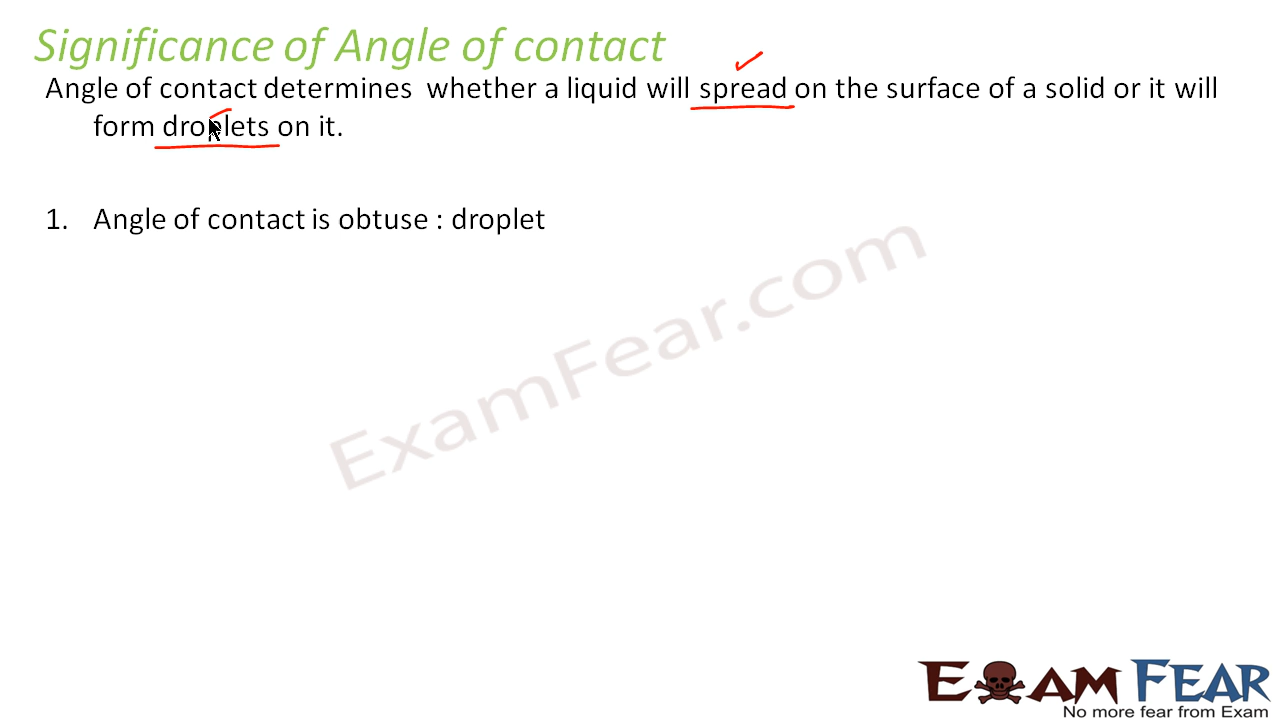 Significance of Angle of contact
Angle of contact determines whether a liquid will spread on the surface of a solid or it will
form droplets on it.
1. Angle of contact is obtuse : droplet
ExamFear.com
EXAM FEAR
No more fear from Exam